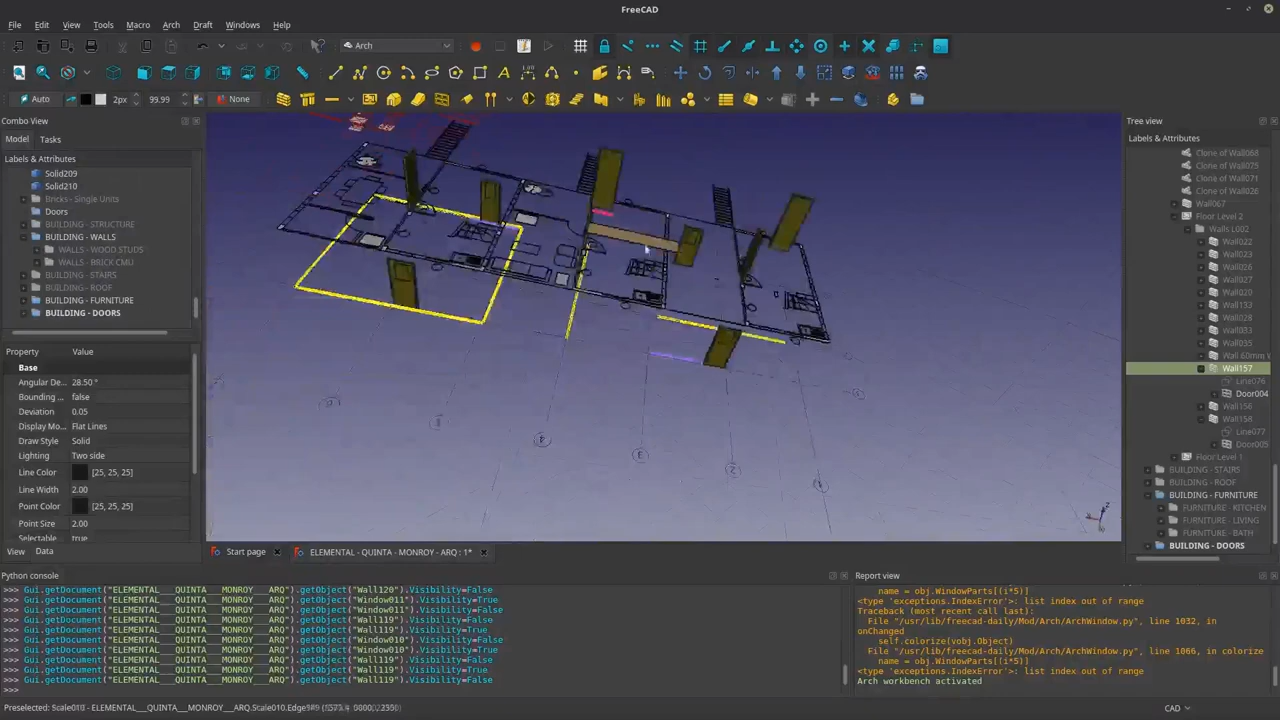 FreeCAD
File Edit View Tools Macro Arch Draft Windows Help
Arch
Auto 2px 99.99 None
Combo View
Model Tasks
Labels & Attributes
Solid209
Solid210
Bricks - Single Units
Doors
BUILDING - STRUCTURE
BUILDING - WALLS
WALLS - WOOD STUDS
WALLS - BRICK CMU
BUILDING - STAIRS
BUILDING - ROOF
BUILDING - FURNITURE
BUILDING - DOORS
Property Value
Base
Angular De... 28.50 °
Bounding ... false
Deviation 0.05
Display Mo... Flat Lines
Draw Style Solid
Lighting Two side
Line Color [25, 25, 25]
Line Width 2.00
Point Color [25, 25, 25]
Point Size 2.00
Selectable true
View Data
Start page
ELEMENTAL - QUINTA - MONROY - ARQ : 1*
Tree view
Labels & Attributes
Clone of Wall068
Clone of Wall075
Clone of Wall071
Clone of Wall026
Wall067
Floor Level 2
Walls L002
Wall022
Wall023
Wall026
Wall027
Wall020
Wall133
Wall028
Wall033
Wall035
Wall 60mm
Wall157
Line076
Door004
Wall156
Wall158
Line077
Door005
Floor Level 1
BUILDING - STAIRS
BUILDING - ROOF
BUILDING - FURNITURE
FURNITURE - KITCHEN
FURNITURE - LIVING
FURNITURE - BATH
BUILDING - DOORS
Python console
>>> Gui.getDocument("ELEMENTAL___QUINTA___MONROY___ARQ").getObject("Wall120").Visibility=False
>>> Gui.getDocument("ELEMENTAL___QUINTA___MONROY___ARQ").getObject("Window011").Visibility=True
>>> Gui.getDocument("ELEMENTAL___QUINTA___MONROY___ARQ").getObject("Window011").Visibility=False
>>> Gui.getDocument("ELEMENTAL___QUINTA___MONROY___ARQ").getObject("Wall119").Visibility=False
>>> Gui.getDocument("ELEMENTAL___QUINTA___MONROY___ARQ").getObject("Wall119").Visibility=True
>>> Gui.getDocument("ELEMENTAL___QUINTA___MONROY___ARQ").getObject("Window010").Visibility=False
>>> Gui.getDocument("ELEMENTAL___QUINTA___MONROY___ARQ").getObject("Window010").Visibility=True
>>> Gui.getDocument("ELEMENTAL___QUINTA___MONROY___ARQ").getObject("Wall119").Visibility=False
>>> Gui.getDocument("ELEMENTAL___QUINTA___MONROY___ARQ").getObject("Wall119").Visibility=True
>>> Gui.getDocument("ELEMENTAL___QUINTA___MONROY___ARQ").getObject("Wall119").Visibility=False
>>>
Report view
name = obj.WindowParts[(i*5)]
<type 'exceptions.IndexError'>: list index out of range
Traceback (most recent call last):
File "/usr/lib/freecad-daily/Mod/Arch/ArchWindow.py", line 1032, in
onChanged
self.colorize(vobj.Object)
File "/usr/lib/freecad-daily/Mod/Arch/ArchWindow.py", line 1066, in colorize
name = obj.WindowParts[(i*5)]
<type 'exceptions.IndexError'>: list index out of range
Arch workbench activated
Preselected: Scale010 - ELEMENTAL___QUINTA___MONROY___ARQ.Scale010.
CAD